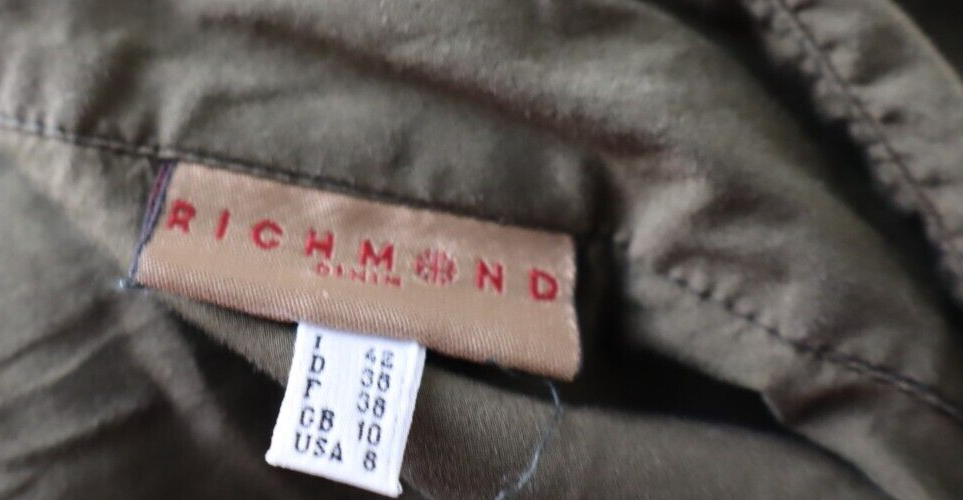 RICHMOND
DENIM
I 42
D 38
F 38
GB 10
USA 8